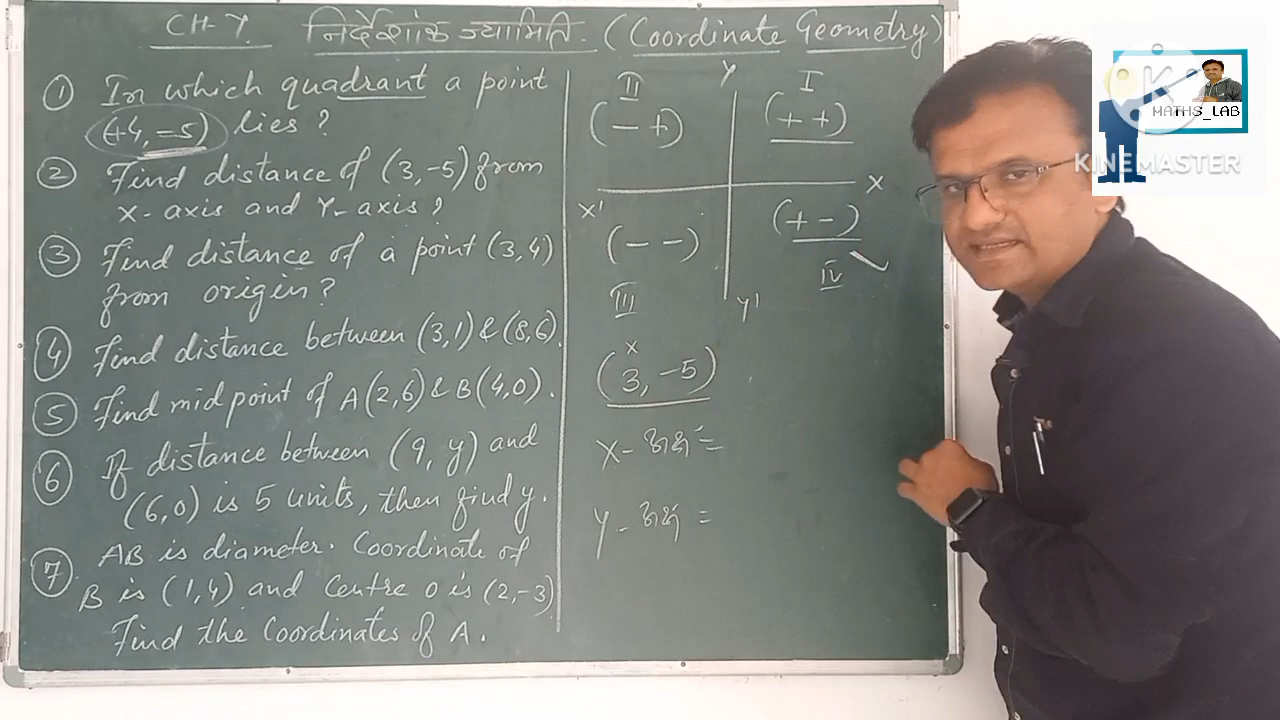 CH-7 निर्देशांक ज्यामिति. (Coordinate Geometry)
① In which quadrant a point
(+4, -5) lies?
② Find distance of (3,-5) from
X-axis and Y-axis?
③ Find distance of a point (3,4)
from origin?
④ Find distance between (3,1) & (8,6).
⑤ Find midpoint of A(2,6) & B(4,0).
⑥ If distance between (9, y) and
(6,0) is 5 units, then find y.
⑦ AB is diameter. Coordinate of
B is (1,4) and Centre O is (2,-3)
Find the Coordinates of A.
II Y I
(- +) (+ +)
X' X
(- -) (+ -)
III Y' IV
x
(3, -5)
X- अक्ष =
Y- अक्ष =
K
MATHS_LAB
KINEMASTER